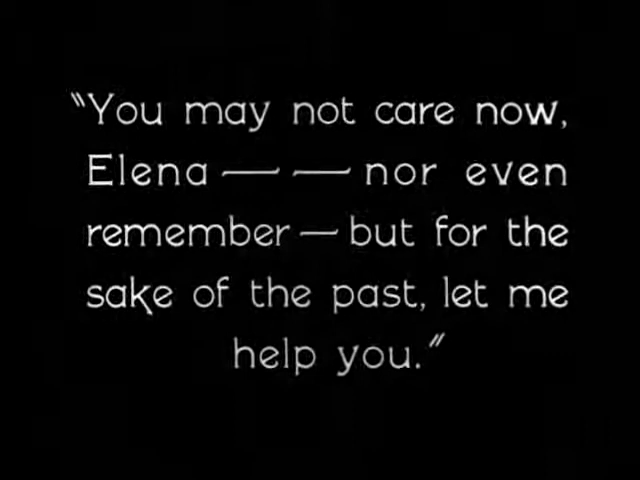 "You may not care now,
Elena — — nor even
remember — but for the
sake of the past, let me
help you."